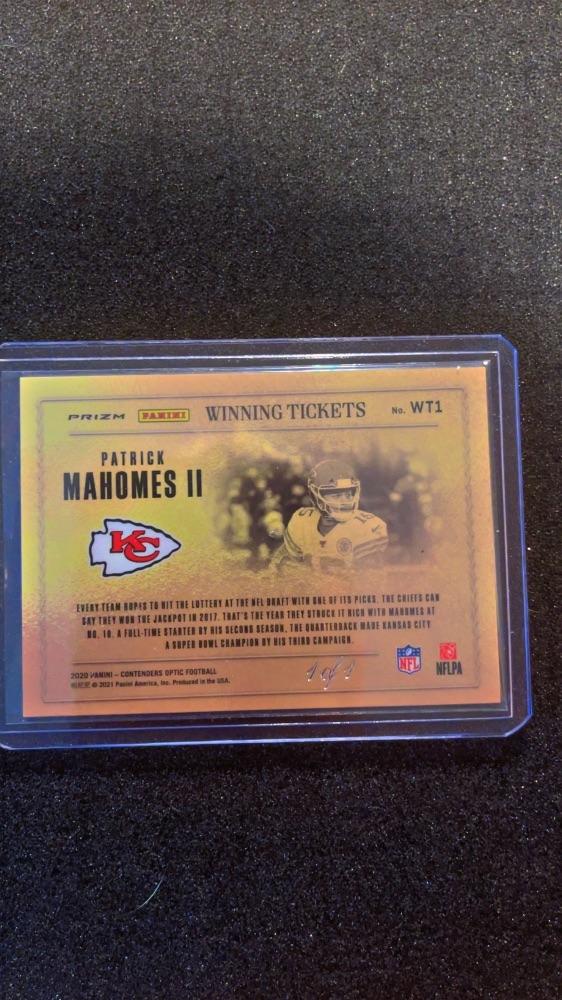 PRIZM PANINI WINNING TICKETS No. WT1
PATRICK
MAHOMES II
KC
15
EVERY TEAM HOPES TO HIT THE LOTTERY AT THE NFL DRAFT WITH ONE OF ITS PICKS. THE CHIEFS CAN
SAY THEY WON THE JACKPOT IN 2017. THAT'S THE YEAR THEY STRUCK IT RICH WITH MAHOMES AT
NO. 10. A FULL-TIME STARTER BY HIS SECOND SEASON, THE QUARTERBACK MADE KANSAS CITY
A SUPER BOWL CHAMPION BY HIS THIRD CAMPAIGN.
2020 PANINI – CONTENDERS OPTIC FOOTBALL
© 2021 Panini America, Inc. Produced in the USA.
1 of 1
NFL
NFLPA